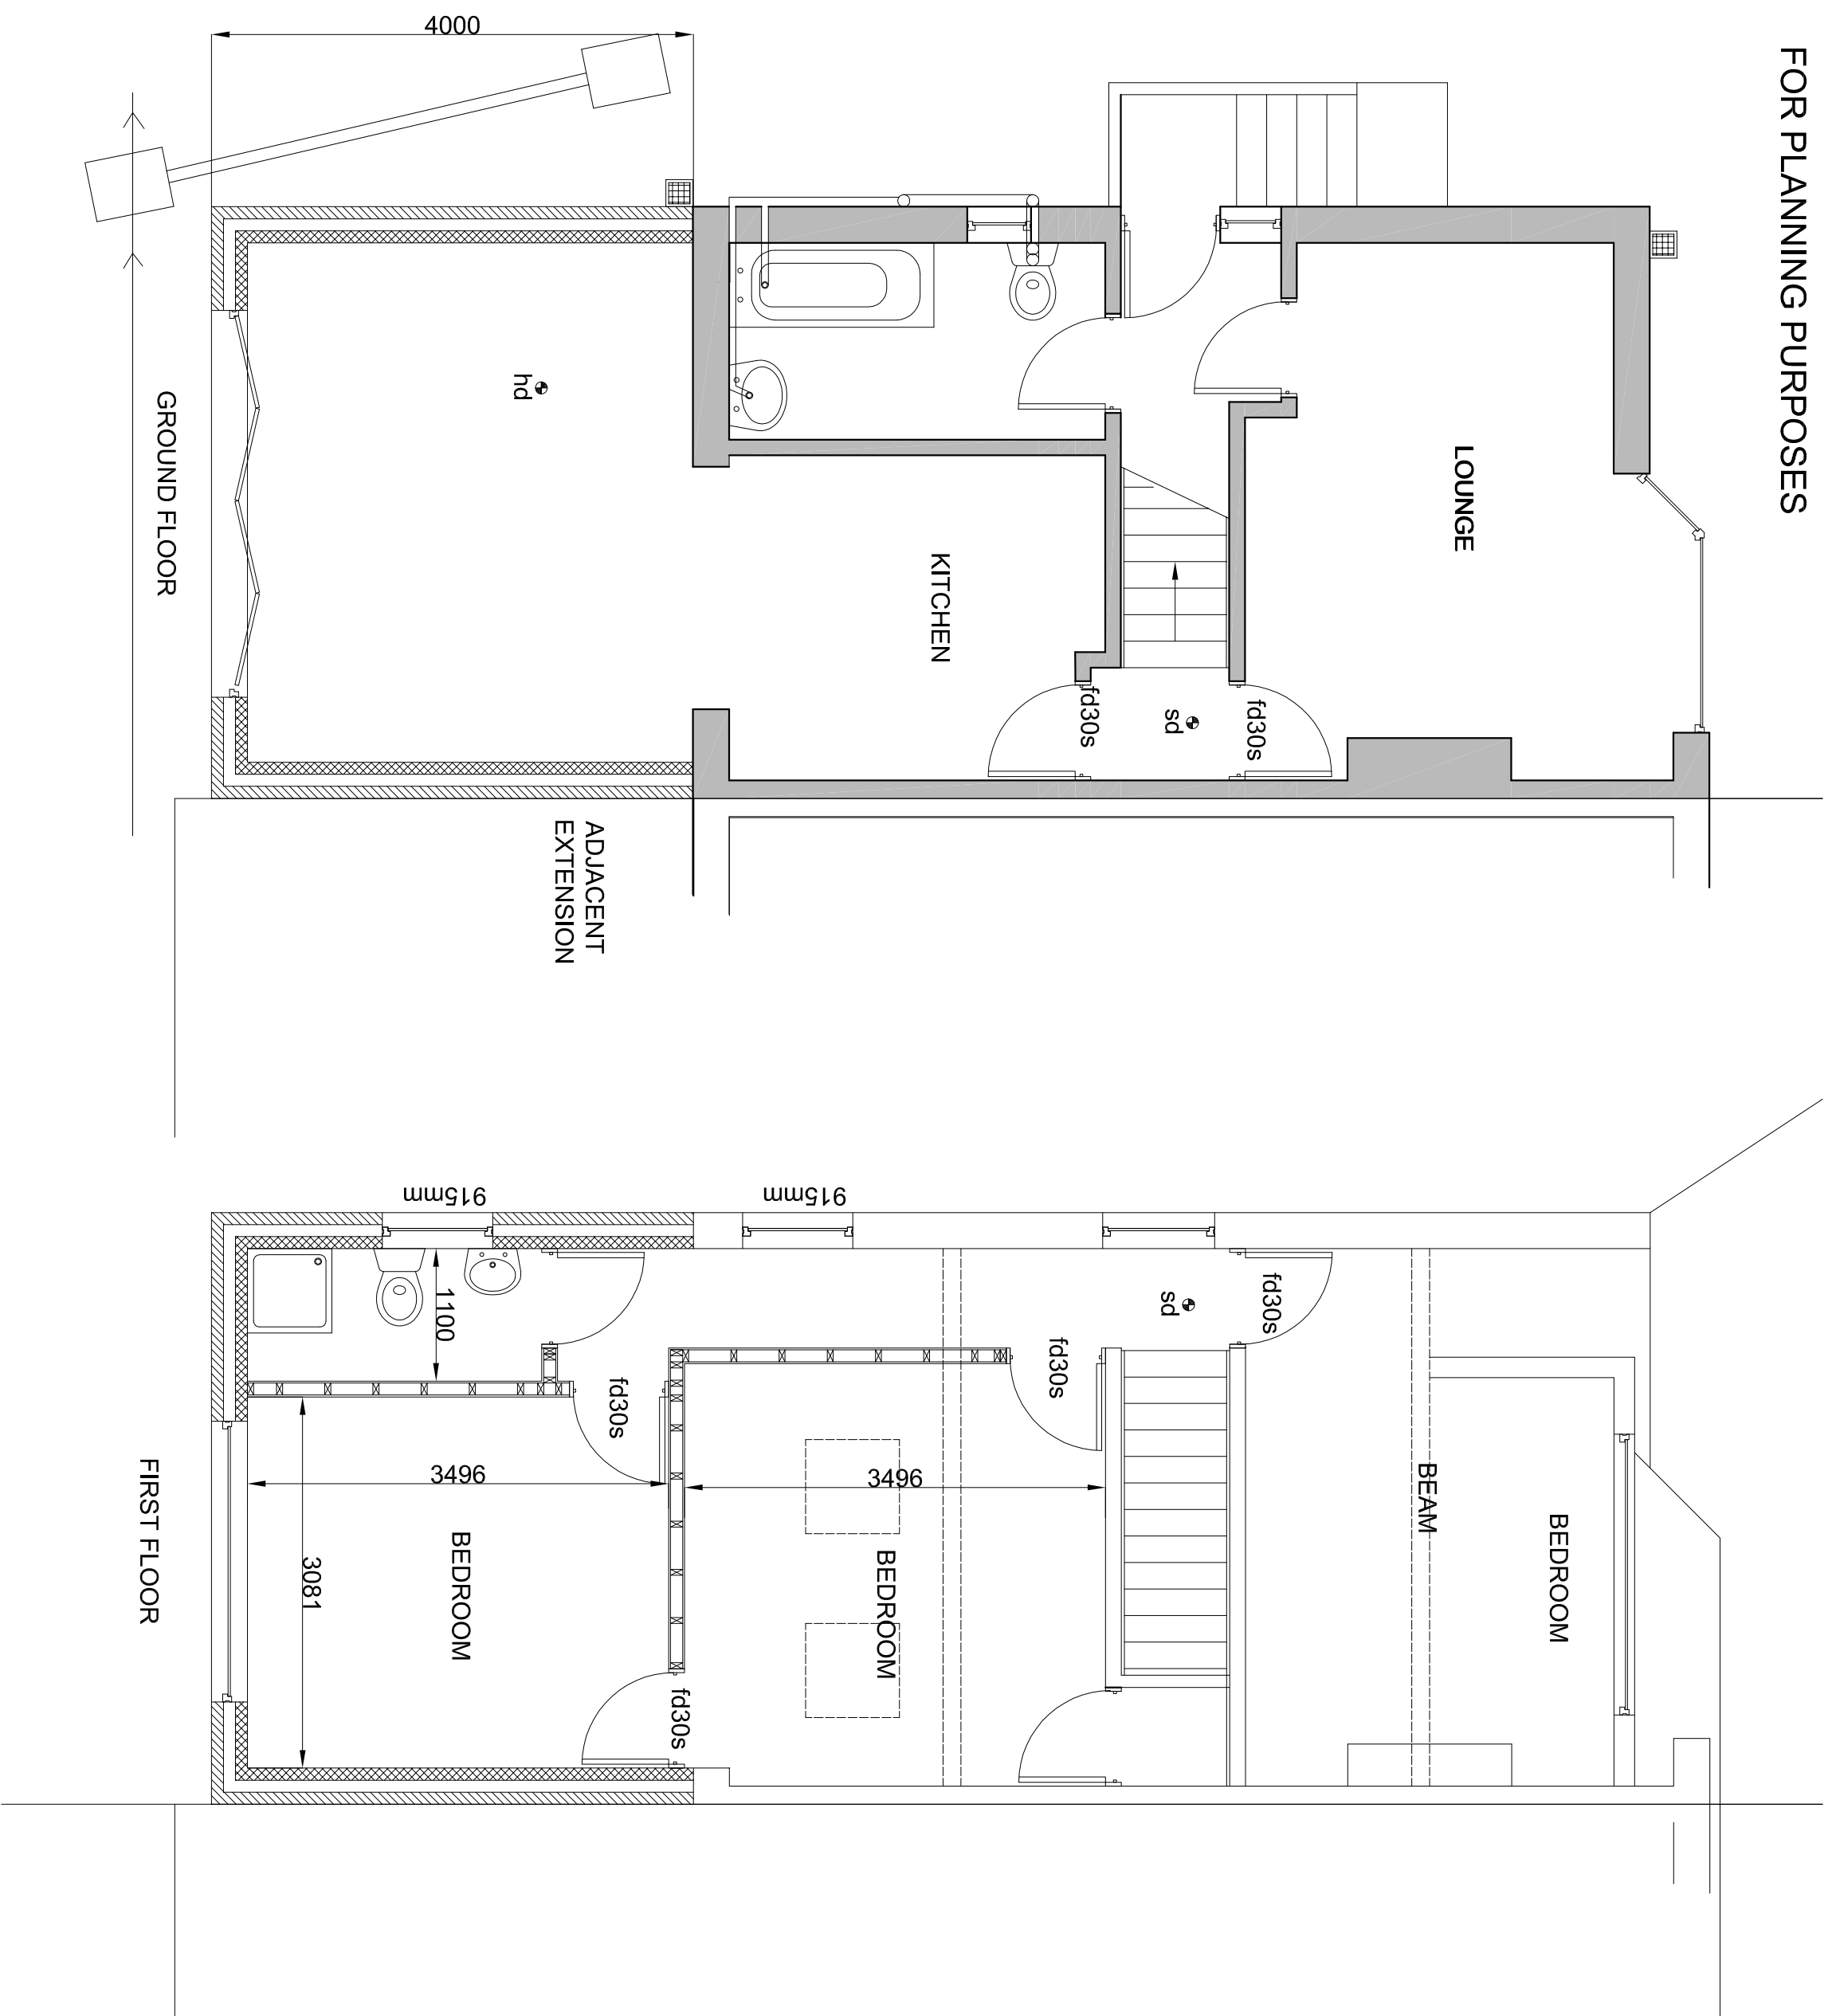 FOR PLANNING PURPOSES
4000
LOUNGE
KITCHEN
hd
fd30s
sd
fd30s
GROUND FLOOR
ADJACENT
EXTENSION
915mm
915mm
1100
fd30s
sd
fd30s
fd30s
3496
3496
BEAM
BEDROOM
BEDROOM
BEDROOM
3081
fd30s
FIRST FLOOR